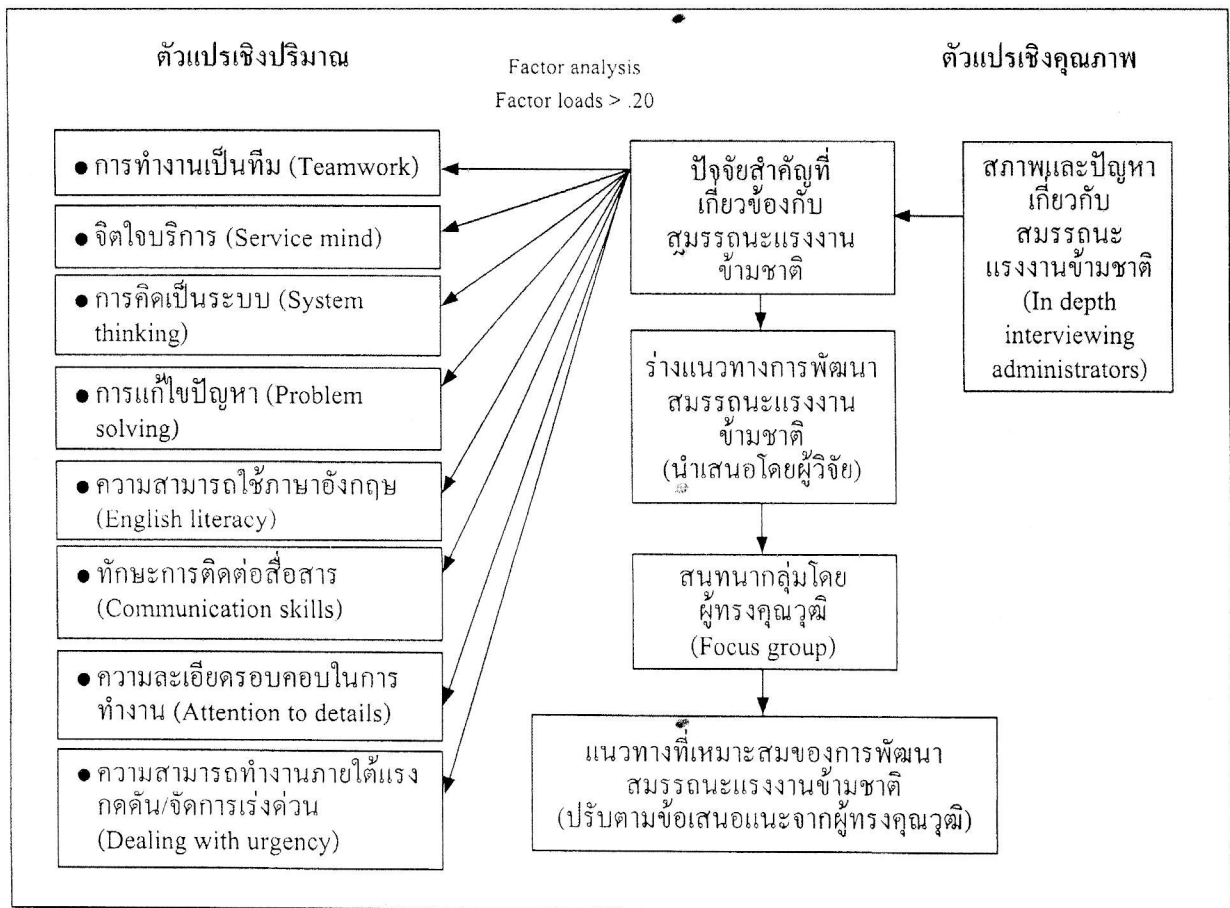 ตัวแปรเชิงปริมาณ
Factor analysis
Factor loads > .20
ตัวแปรเชิงคุณภาพ
● การทำงานเป็นทีม (Teamwork)
● จิตใจบริการ (Service mind)
● การคิดเป็นระบบ (System
thinking)
● การแก้ไขปัญหา (Problem
solving)
● ความสามารถใช้ภาษาอังกฤษ
(English literacy)
● ทักษะการติดต่อสื่อสาร
(Communication skills)
● ความละเอียดรอบคอบในการ
ทำงาน (Attention to details)
● ความสามารถทำงานภายใต้แรง
กดดัน/จัดการเร่งด่วน
(Dealing with urgency)
ปัจจัยสำคัญที่
เกี่ยวข้องกับ
สมรรถนะแรงงาน
ข้ามชาติ
ร่างแนวทางการพัฒนา
สมรรถนะแรงงาน
ข้ามชาติ
(นำเสนอโดยผู้วิจัย)
สนทนากลุ่มโดย
ผู้ทรงคุณวุฒิ
(Focus group)
แนวทางที่เหมาะสมของการพัฒนา
สมรรถนะแรงงานข้ามชาติ
(ปรับตามข้อเสนอแนะจากผู้ทรงคุณวุฒิ)
สภาพและปัญหา
เกี่ยวกับ
สมรรถนะ
แรงงานข้ามชาติ
(In depth
interviewing
administrators)